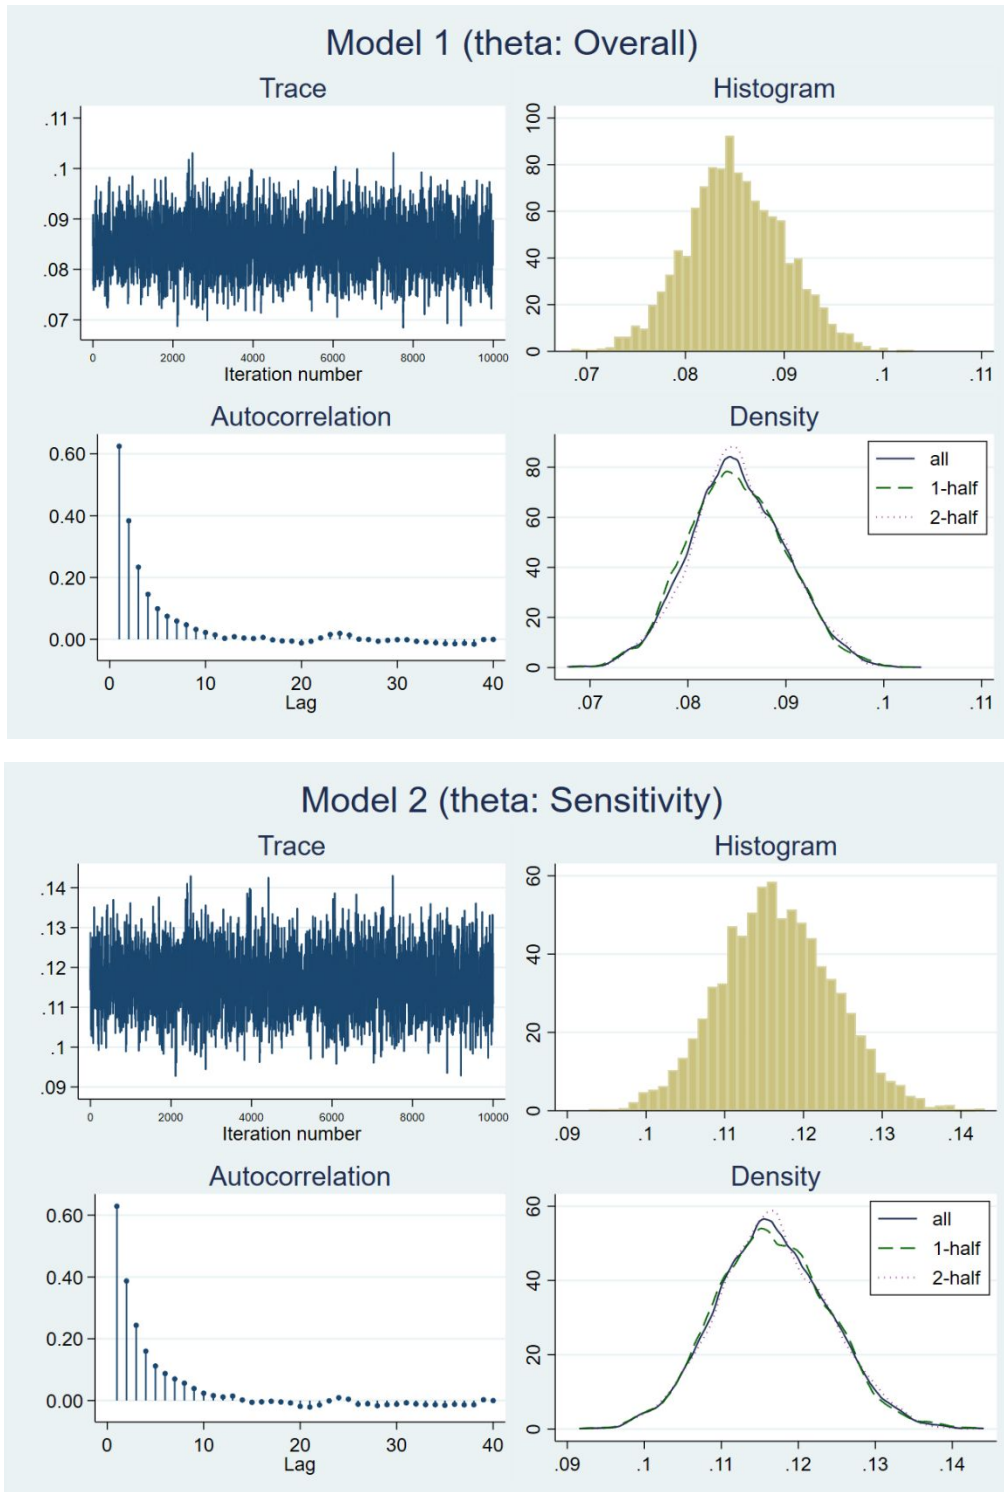 Model 1 (theta: Overall)
Trace
Histogram
.11
.1
.09
.08
.07
0 2000 4000 6000 8000 10000
Iteration number
100
80
60
40
20
0
.07 .08 .09 .1 .11
Autocorrelation
Density
0.60
0.40
0.20
0.00
0 10 20 30 40
Lag
80
60
40
20
0
.07 .08 .09 .1 .11
all
1-half
2-half
Model 2 (theta: Sensitivity)
Trace
Histogram
.14
.13
.12
.11
.1
.09
0 2000 4000 6000 8000 10000
Iteration number
60
40
20
0
.09 .1 .11 .12 .13 .14
Autocorrelation
Density
0.60
0.40
0.20
0.00
0 10 20 30 40
Lag
60
40
20
0
.09 .1 .11 .12 .13 .14
all
1-half
2-half